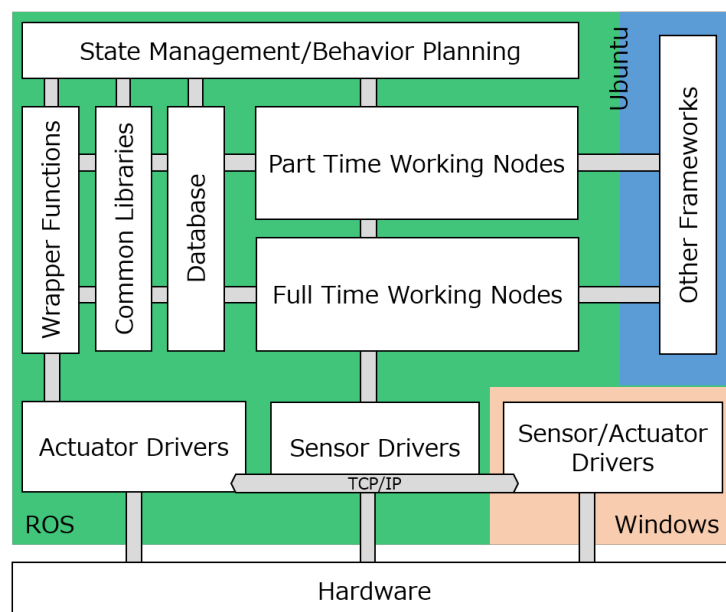 State Management/Behavior Planning
Ubuntu
Wrapper Functions
Common Libraries
Database
Part Time Working Nodes
Full Time Working Nodes
Other Frameworks
Actuator Drivers
Sensor Drivers
Sensor/Actuator
Drivers
TCP/IP
ROS
Windows
Hardware